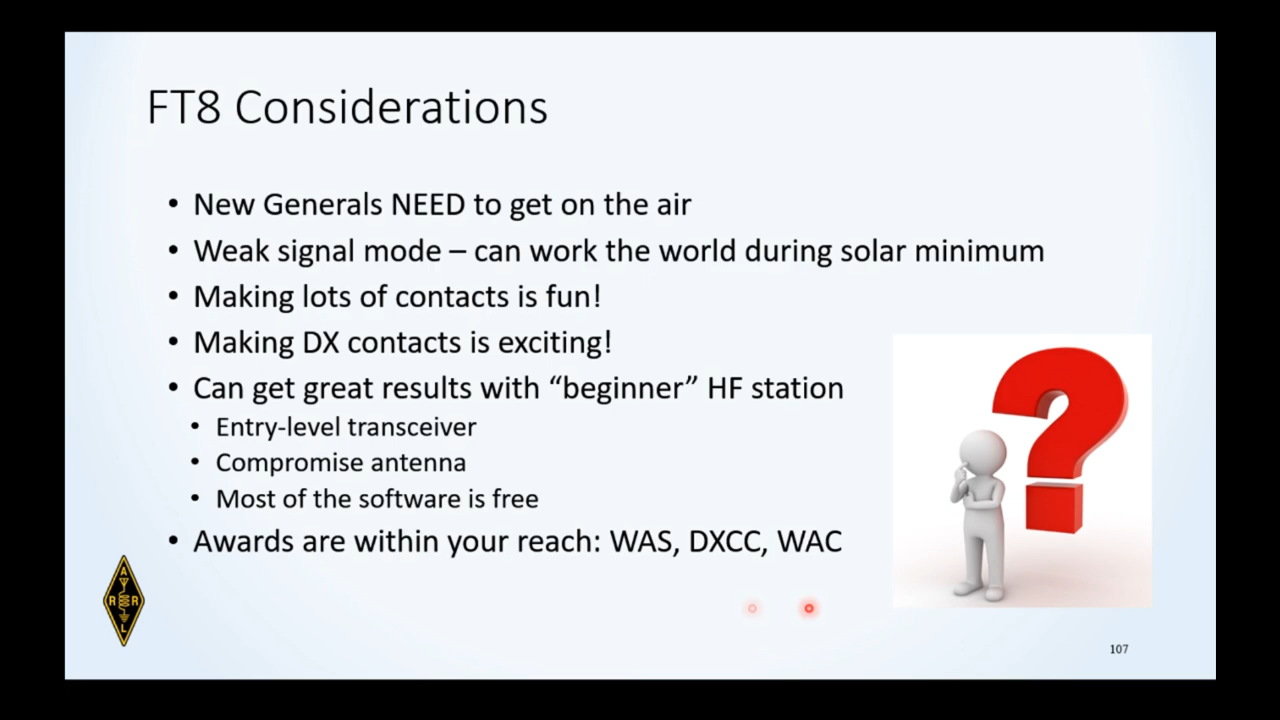 FT8 Considerations
• New Generals NEED to get on the air
• Weak signal mode – can work the world during solar minimum
• Making lots of contacts is fun!
• Making DX contacts is exciting!
• Can get great results with “beginner” HF station
• Entry-level transceiver
• Compromise antenna
• Most of the software is free
• Awards are within your reach: WAS, DXCC, WAC
A
R R
L
107